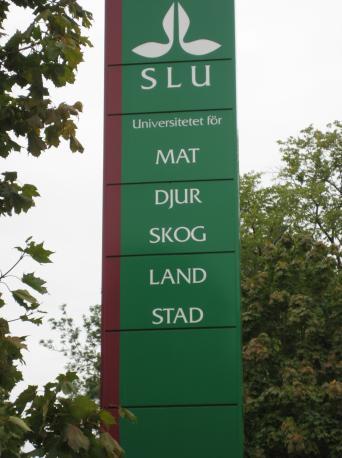 SLU
Universitetet för
MAT
DJUR
SKOG
LAND
STAD